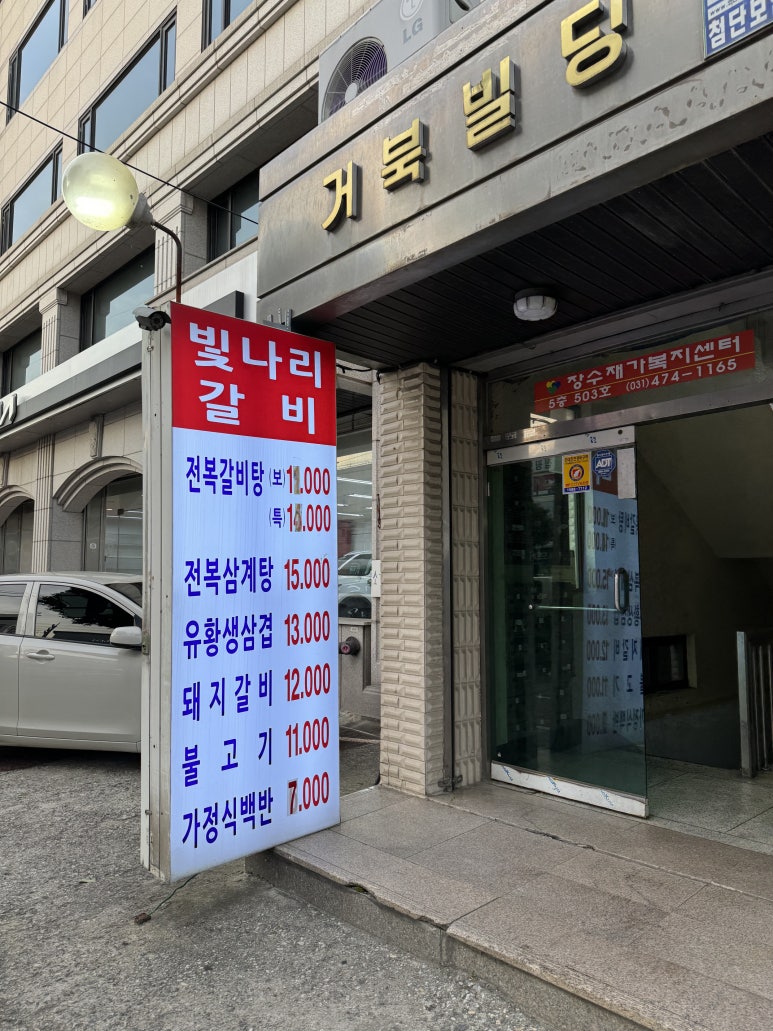 LG
첨단보
거북빌딩
빛나리
갈비
전복갈비탕 (보) 11.000
(특) 14.000
전복삼계탕 15.000
유황생삼겹 13.000
돼지갈비 12.000
불고기 11.000
가정식백반 7.000
장수재가복지센터
5층 503호 (031)474-1165
ADT